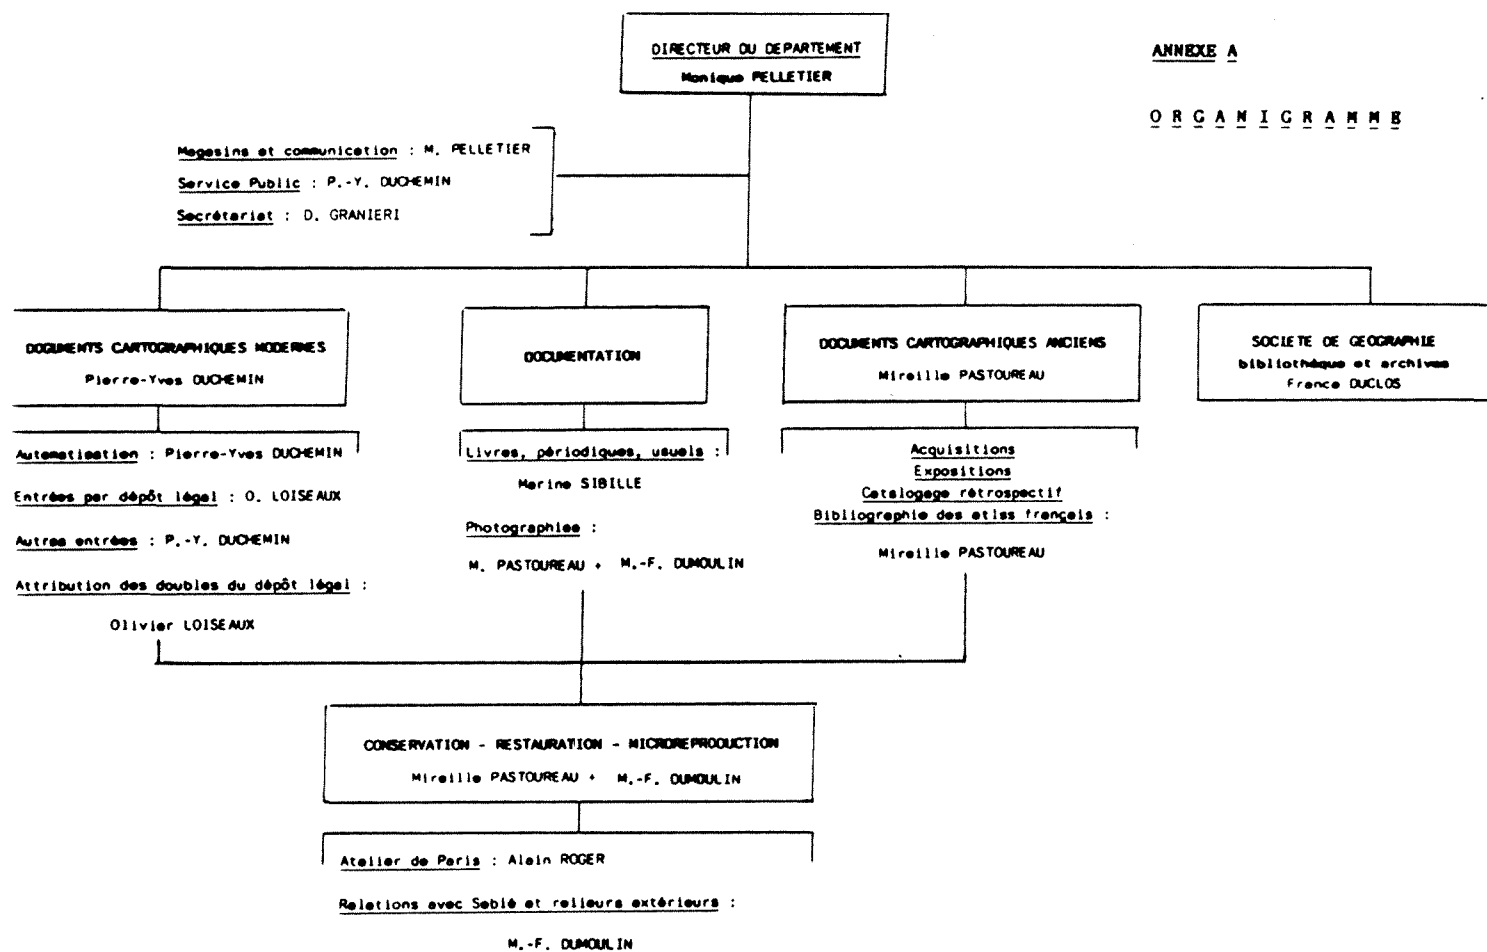 DIRECTEUR DU DEPARTEMENT
Monique PELLETIER
ANNEXE A
O R G A N I G R A M M E
Magasins et communication : M. PELLETIER
Service Public : P.-Y. DUCHEMIN
Secrétariat : D. GRANIERI
DOCUMENTS CARTOGRAPHIQUES MODERNES
Pierre-Yves DUCHEMIN
DOCUMENTATION
DOCUMENTS CARTOGRAPHIQUES ANCIENS
Mireille PASTOUREAU
SOCIETE DE GEOGRAPHIE
bibliothèque et archives
France DUCLOS
Automatisation : Pierre-Yves DUCHEMIN
Entrées par dépôt légal : O. LOISEAUX
Autres entrées : P.-Y. DUCHEMIN
Attribution des doubles du dépôt légal :
Olivier LOISEAUX
Livres, périodiques, usuels :
Marine SIBILLE
Photographies :
M. PASTOUREAU + M.-F. DUMOULIN
Acquisitions
Expositions
Catalogage rétrospectif
Bibliographie des atlas français :
Mireille PASTOUREAU
CONSERVATION - RESTAURATION - MICROREPRODUCTION
Mireille PASTOUREAU + M.-F. DUMOULIN
Atelier de Paris : Alain ROGER
Relations avec Sablé et relieurs extérieurs :
M.-F. DUMOULIN